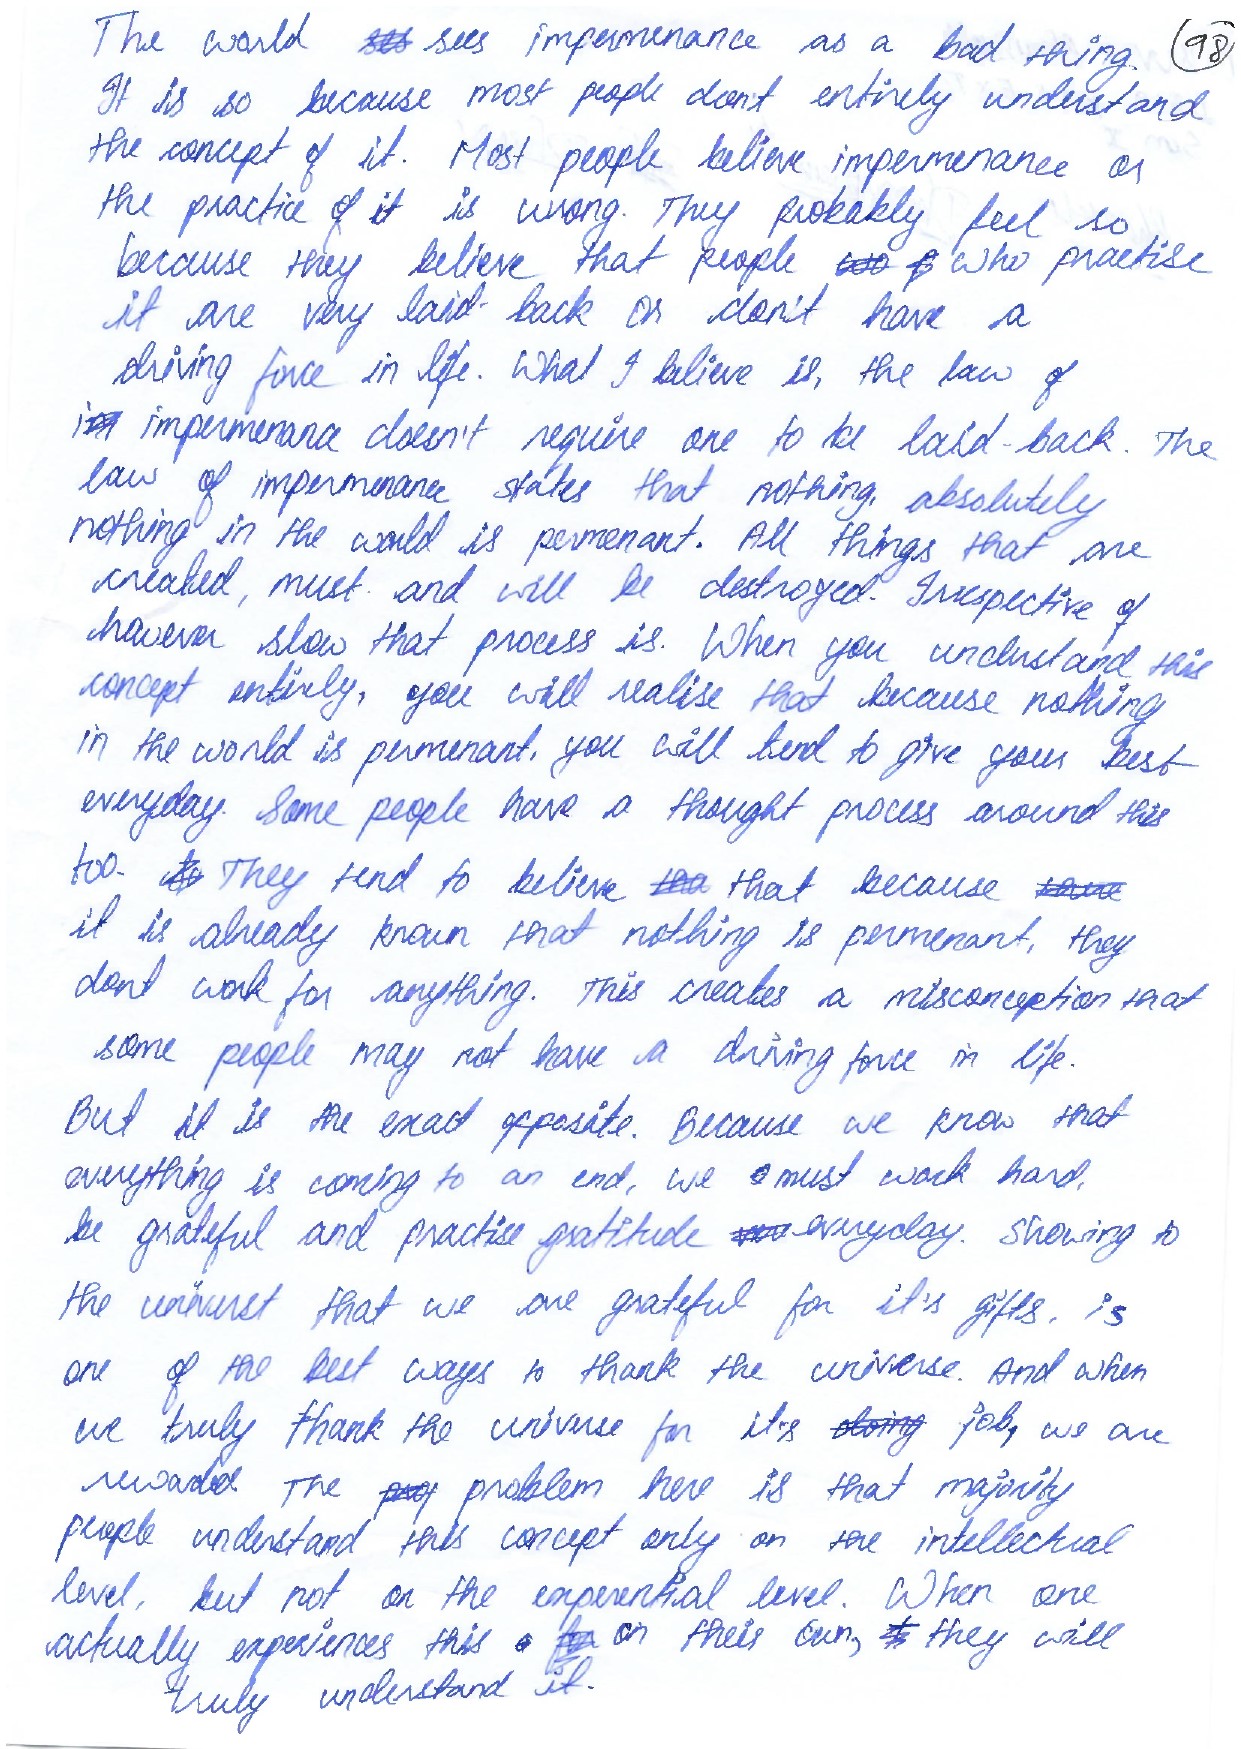 The world sees impermenance as a bad thing. (98)
It is so because most people don't entirely understand
the concept of it. Most people believe impermenance or
the practice of it is wrong. They probably feel so
because they believe that people who practise
it are very laid-back or don't have a
driving force in life. What I believe is, the law of
impermenance doesn't require one to be laid-back. The
law of impermenance states that nothing, absolutely
nothing in the world is permenant. All things that are
created, must and will be destroyed. Irrespective of
however slow that process is. When you understand this
concept entirely, you will realise that because nothing
in the world is permenant, you will tend to give your best
everyday. Some people have a thought process around this
too. They tend to believe that because
it is already known that nothing is permenant, they
dont work for anything. This creates a misconception that
some people may not have a driving force in life.
But it is the exact opposite. Because we know that
everything is coming to an end, we must work hard,
be grateful and practise gratitude everyday. Showing to
the universe that we are grateful for it's gifts, is
one of the best ways to thank the universe. And when
we truly thank the universe for it's job, we are
rewarded. The problem here is that majority
people understand this concept only on the intellectual
level, but not on the experential level. When one
actually experiences this on their own, they will
truly understand it.